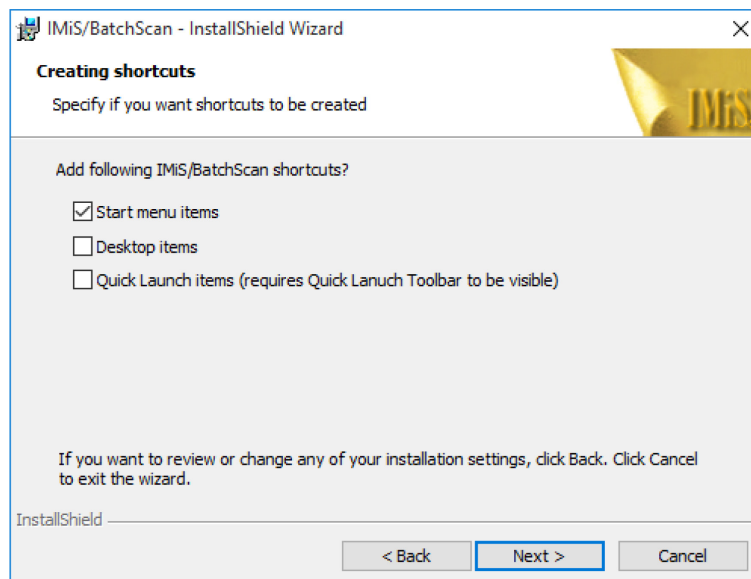 IMiS/BatchScan - InstallShield Wizard
Creating shortcuts
Specify if you want shortcuts to be created
IMiS
Add following IMiS/BatchScan shortcuts?
Start menu items
Desktop items
Quick Launch items (requires Quick Lanuch Toolbar to be visible)
If you want to review or change any of your installation settings, click Back. Click Cancel
to exit the wizard.
InstallShield
< Back
Next >
Cancel